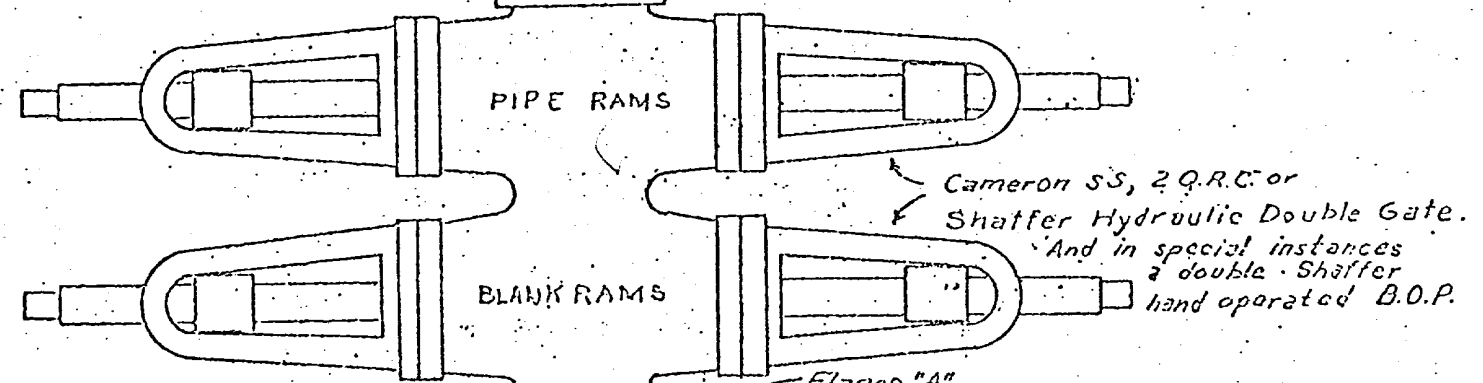 PIPE RAMS
Cameron SS, 2 Q.R.C. or
Shaffer Hydraulic Double Gate.
And in special instances
a double Shaffer
hand operated B.O.P.
BLANK RAMS
"A"